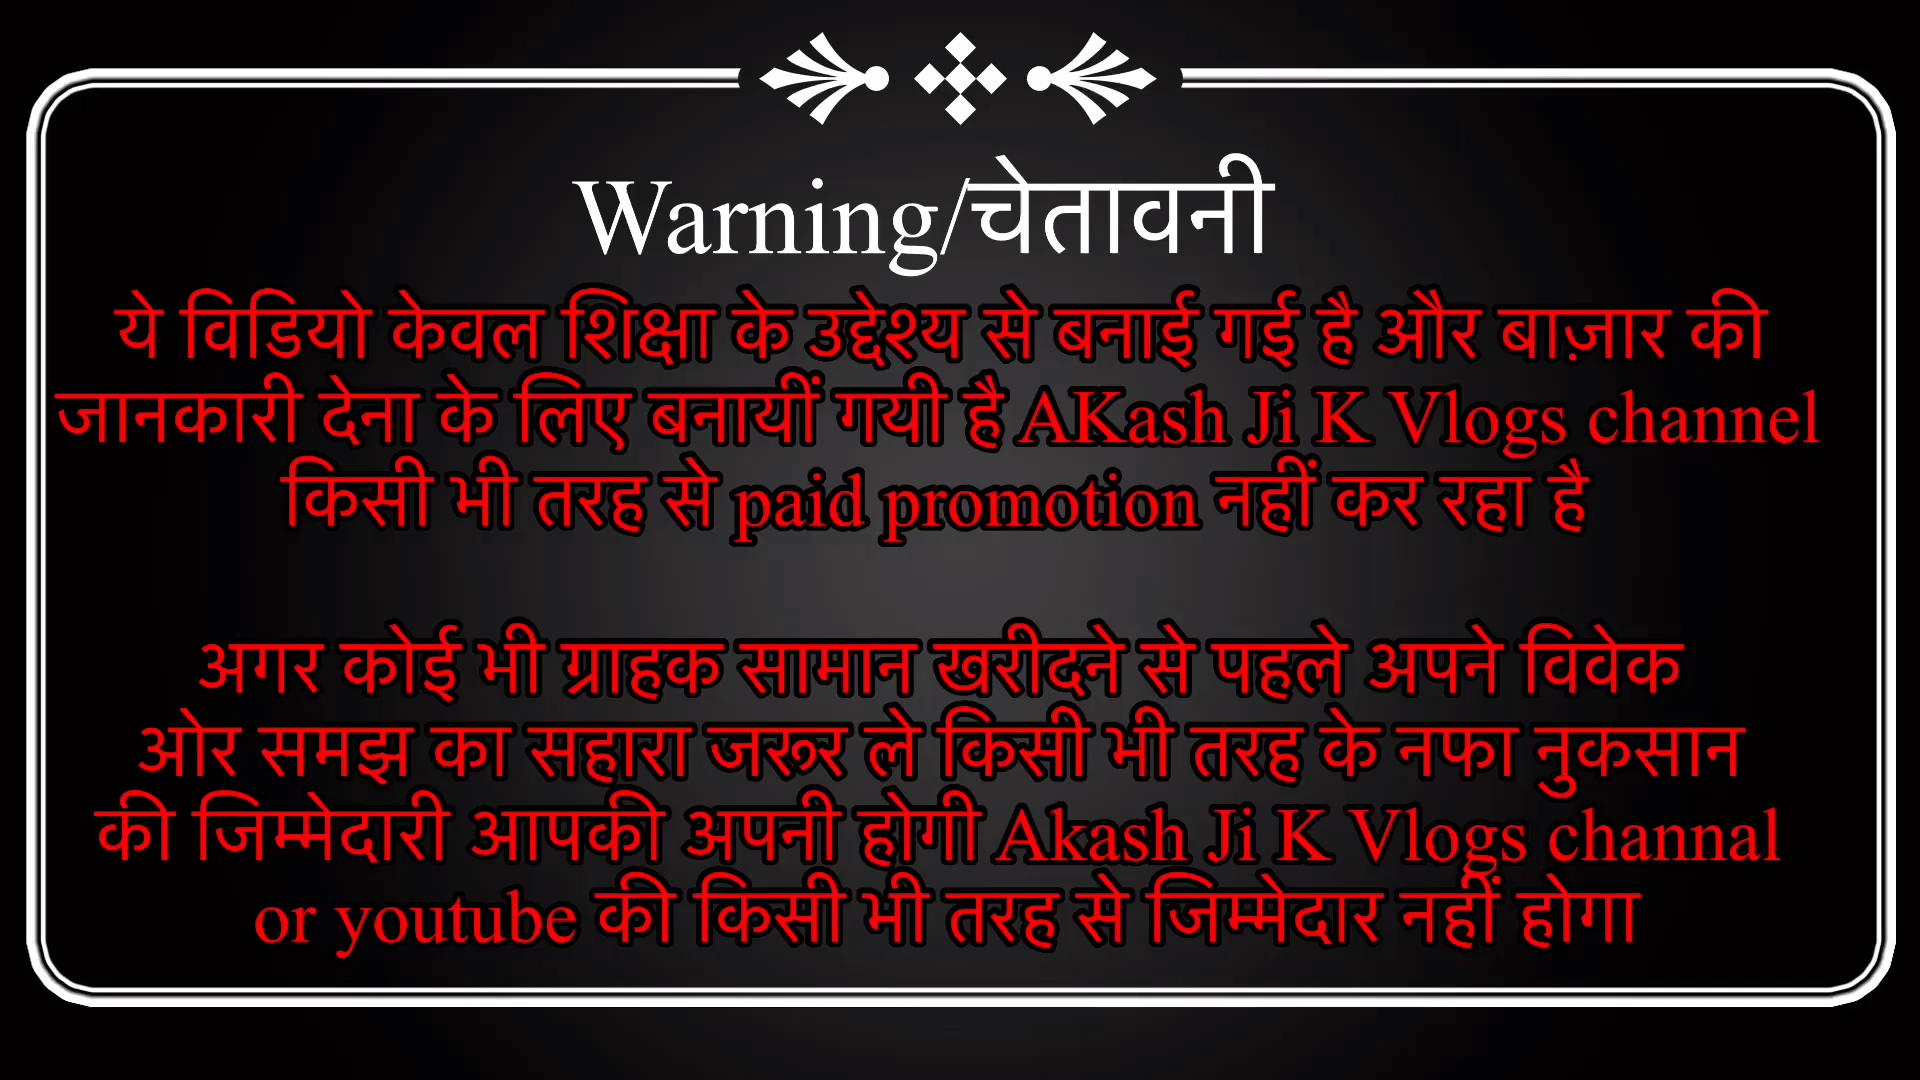 Warning/चेतावनी
ये विडियो केवल शिक्षा के उद्देश्य से बनाई गई है और बाज़ार की
जानकारी देना के लिए बनायीं गयी है AKash Ji K Vlogs channel
किसी भी तरह से paid promotion नहीं कर रहा है
अगर कोई भी ग्राहक सामान खरीदने से पहले अपने विवेक
ओर समझ का सहारा जरूर ले किसी भी तरह के नफा नुकसान
की जिम्मेदारी आपकी अपनी होगी Akash Ji K Vlogs channal
or youtube की किसी भी तरह से जिम्मेदार नहीं होगा